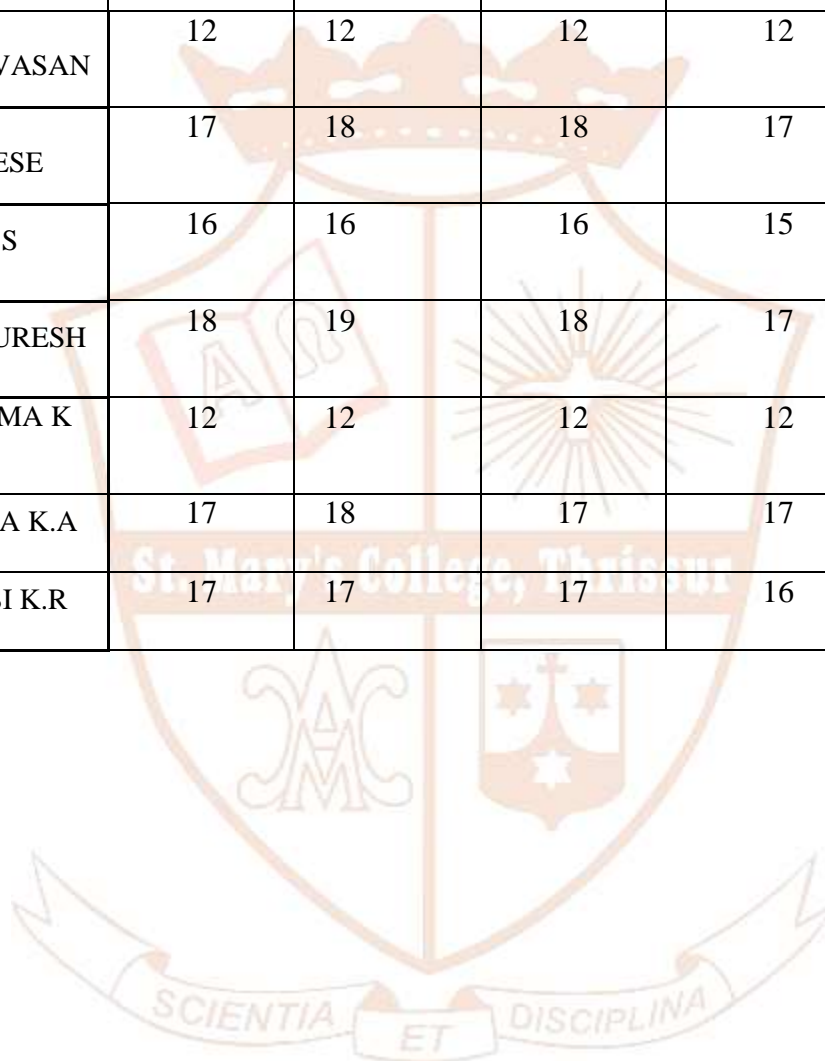 VASAN 12 12 12 12
ESE 17 18 18 17
S 16 16 16 15
URESH 18 19 18 17
MA K 12 12 12 12
A K.A 17 18 17 17
I K.R 17 17 17 16
ΑΩ
St. Mary's College, Thrissur
SCIENTIA ET DISCIPLINA